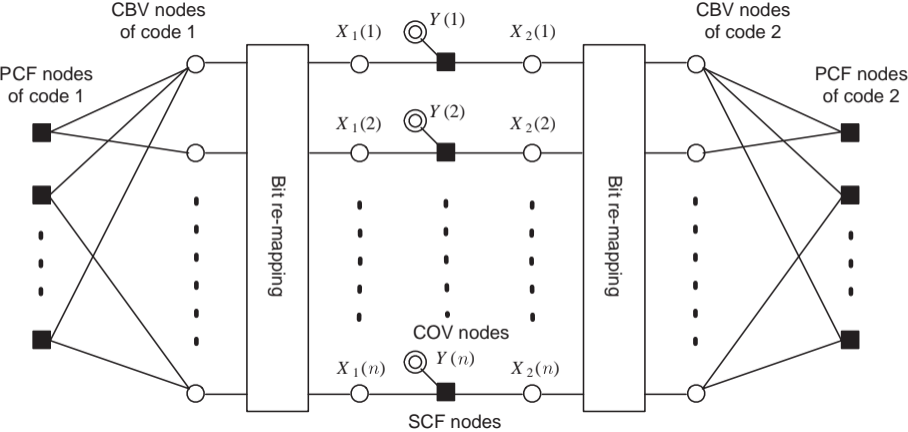 CBV nodes
of code 1
CBV nodes
of code 2
PCF nodes
of code 1
PCF nodes
of code 2
X1(1)
Y(1)
X2(1)
X1(2)
Y(2)
X2(2)
Bit re-mapping
Bit re-mapping
COV nodes
X1(n)
Y(n)
X2(n)
SCF nodes